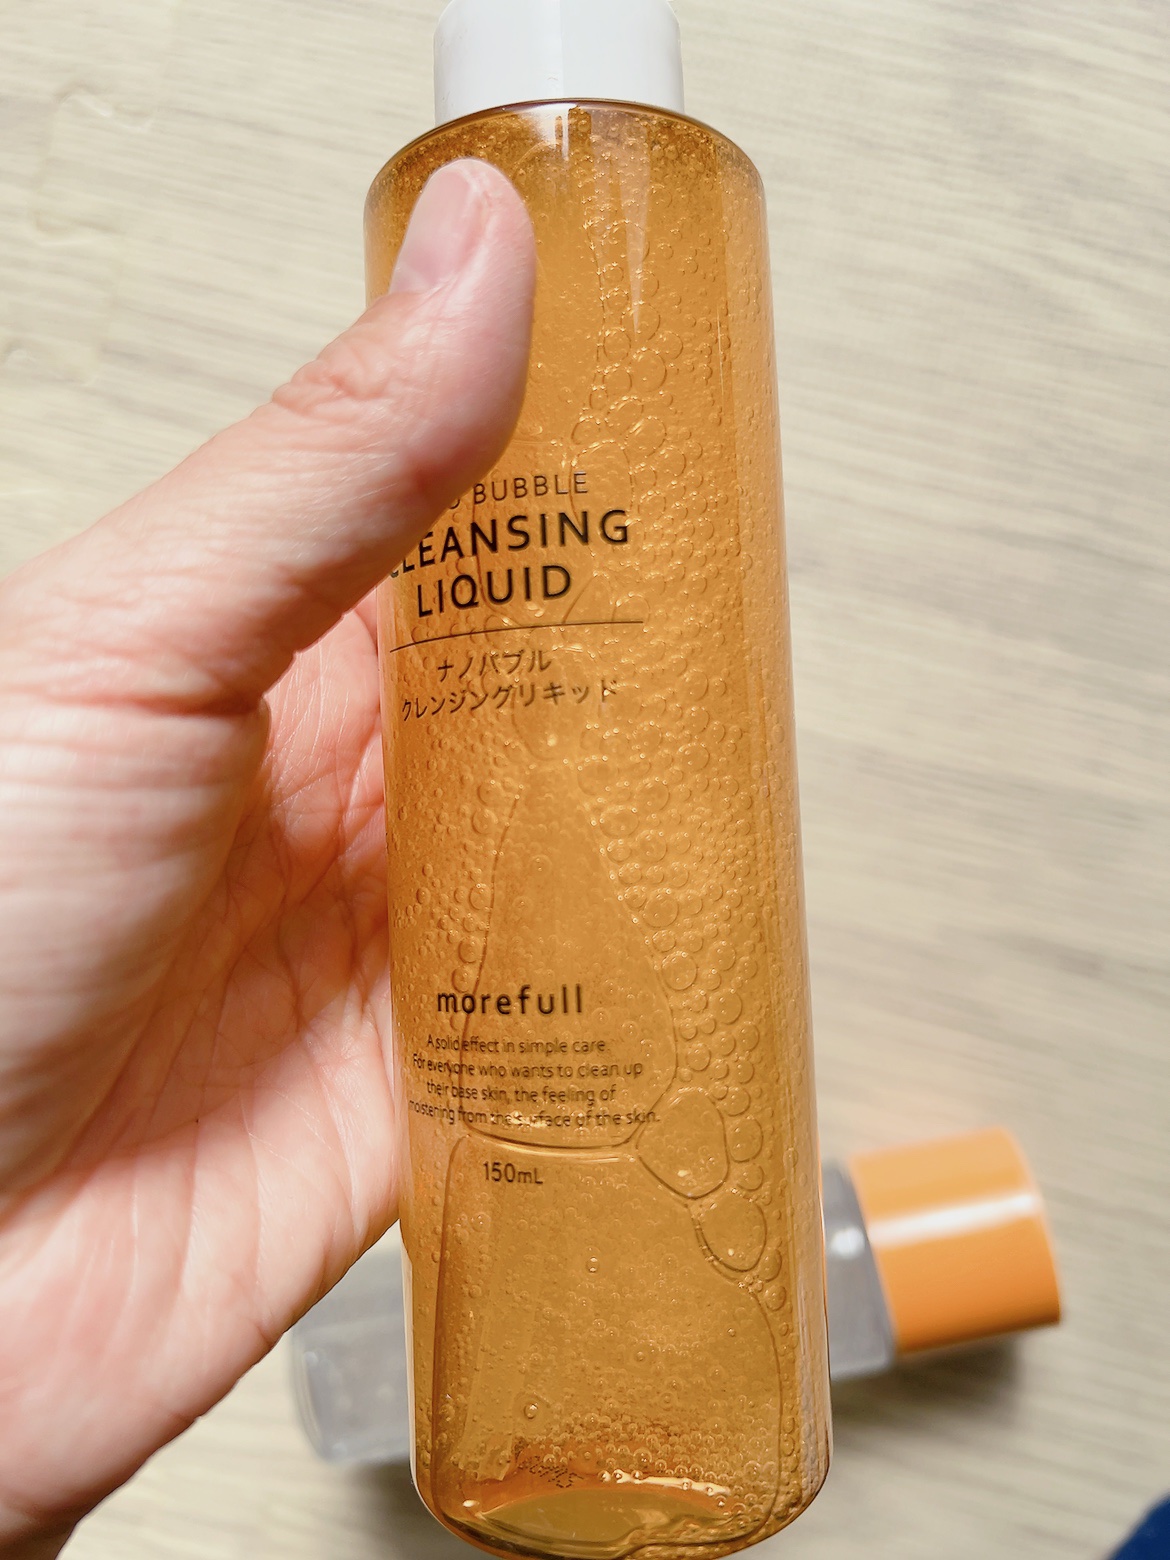 BUBBLE
CLEANSING
LIQUID
ナノバブル
クレンジングリキッド
morefull
A solid effect in simple care.
For everyone who wants to clean up
their base skin, the feeling of
moistening from the surface of the skin.
150mL